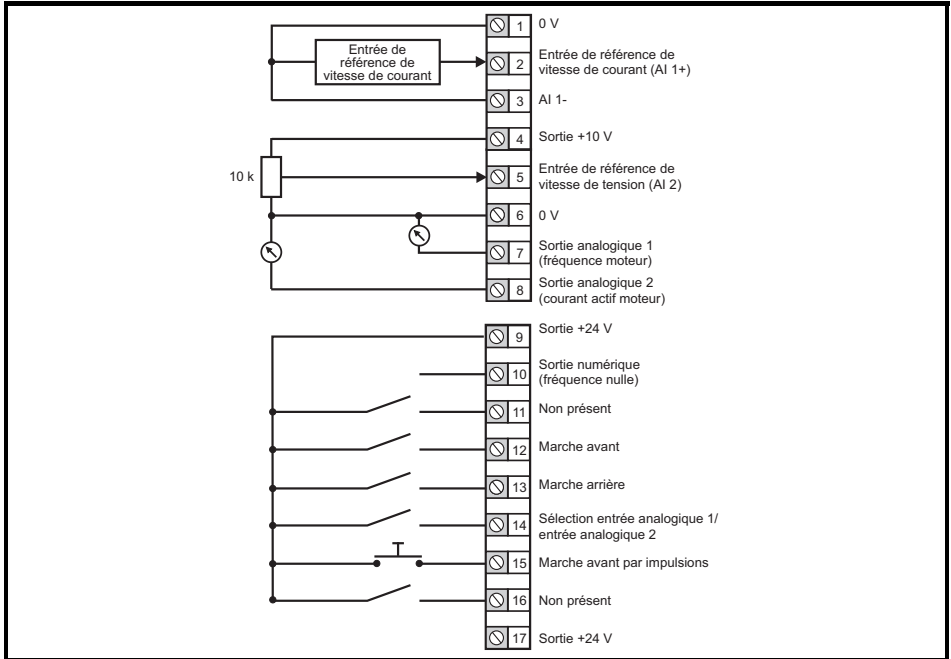 1 0 V
Entrée de
référence de
vitesse de courant
2 Entrée de référence de
vitesse de courant (AI 1+)
3 AI 1-
4 Sortie +10 V
10 k
5 Entrée de référence de
vitesse de tension (AI 2)
6 0 V
7 Sortie analogique 1
(fréquence moteur)
8 Sortie analogique 2
(courant actif moteur)
9 Sortie +24 V
10 Sortie numérique
(fréquence nulle)
11 Non présent
12 Marche avant
13 Marche arrière
14 Sélection entrée analogique 1/
entrée analogique 2
15 Marche avant par impulsions
16 Non présent
17 Sortie +24 V